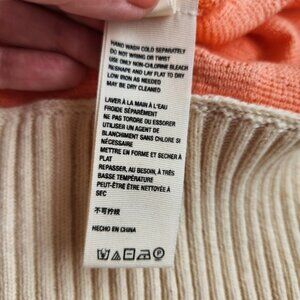 HAND WASH COLD SEPARATELY
DO NOT WRING OR TWIST
USE ONLY NON-CHLORINE BLEACH
RESHAPE AND LAY FLAT TO DRY
LOW IRON AS NEEDED
MAY BE DRY CLEANED
LAVER À LA MAIN À L'EAU
FROIDE SÉPARÉMENT
NE PAS TORDRE OU ESSORER
UTILISER UN AGENT DE
BLANCHIMENT SANS CHLORE SI
NÉCESSAIRE
METTRE EN FORME ET SÉCHER À
PLAT
REPASSER, AU BESOIN, À TRÈS
BASSE TEMPÉRATURE
PEUT-ÊTRE ÊTRE NETTOYÉE À
SEC
不可拧绞
HECHO EN CHINA